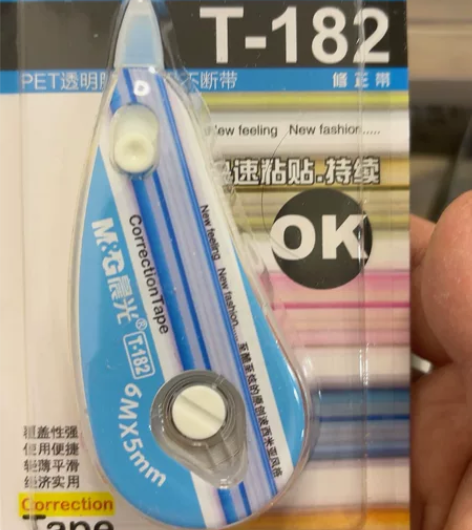 T-182
PET透明
不断带
修正带
New feeling New fashion.....
速粘贴.持续
OK
New feeling New fashion.....
CorrectionTape
M&G晨光®
T-182
6MX5mm
覆盖性强
使用便捷
轻薄平滑
经济实用
Correction
Tape